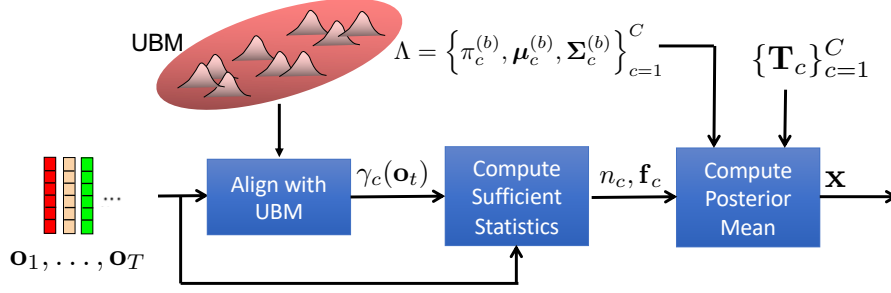 UBM
Λ = {π_c^{(b)}, μ_c^{(b)}, Σ_c^{(b)}}_{c=1}^{C}
{T_c}_{c=1}^{C}
...
o_1, . . . , o_T
Align with
UBM
γ_c(o_t)
Compute
Sufficient
Statistics
n_c, f_c
Compute
Posterior
Mean
x